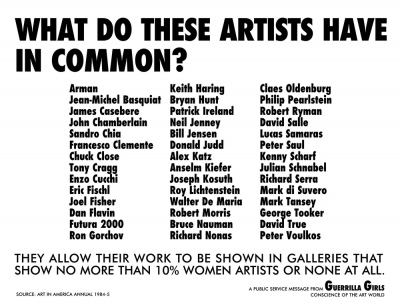 WHAT DO THESE ARTISTS HAVE
IN COMMON?
Arman
Jean-Michel Basquiat
James Casebere
John Chamberlain
Sandro Chia
Francesco Clemente
Chuck Close
Tony Cragg
Enzo Cucchi
Eric Fischl
Joel Fisher
Dan Flavin
Futura 2000
Ron Gorchov
Keith Haring
Bryan Hunt
Patrick Ireland
Neil Jenney
Bill Jensen
Donald Judd
Alex Katz
Anselm Kiefer
Joseph Kosuth
Roy Lichtenstein
Walter De Maria
Robert Morris
Bruce Nauman
Richard Nonas
Claes Oldenburg
Philip Pearlstein
Robert Ryman
David Salle
Lucas Samaras
Peter Saul
Kenny Scharf
Julian Schnabel
Richard Serra
Mark di Suvero
Mark Tansey
George Tooker
David True
Peter Voulkos
THEY ALLOW THEIR WORK TO BE SHOWN IN GALLERIES THAT
SHOW NO MORE THAN 10% WOMEN ARTISTS OR NONE AT ALL.
SOURCE: ART IN AMERICA ANNUAL 1984-5
A PUBLIC SERVICE MESSAGE FROM GUERRILLA GIRLS
CONSCIENCE OF THE ART WORLD